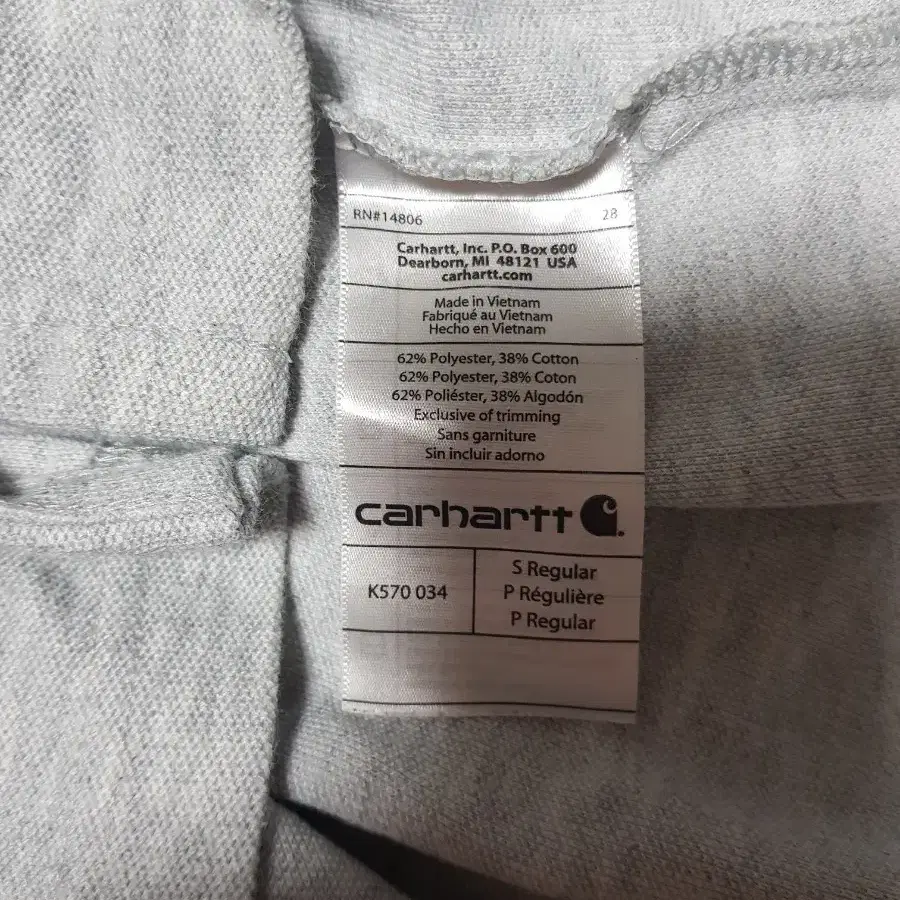 RN#14806 28
Carhartt, Inc. P.O. Box 600
Dearborn, MI 48121 USA
carhartt.com
Made in Vietnam
Fabriqué au Vietnam
Hecho en Vietnam
62% Polyester, 38% Cotton
62% Polyester, 38% Coton
62% Poliéster, 38% Algodón
Exclusive of trimming
Sans garniture
Sin incluir adorno
carhartt
K570 034
S Regular
P Régulière
P Regular